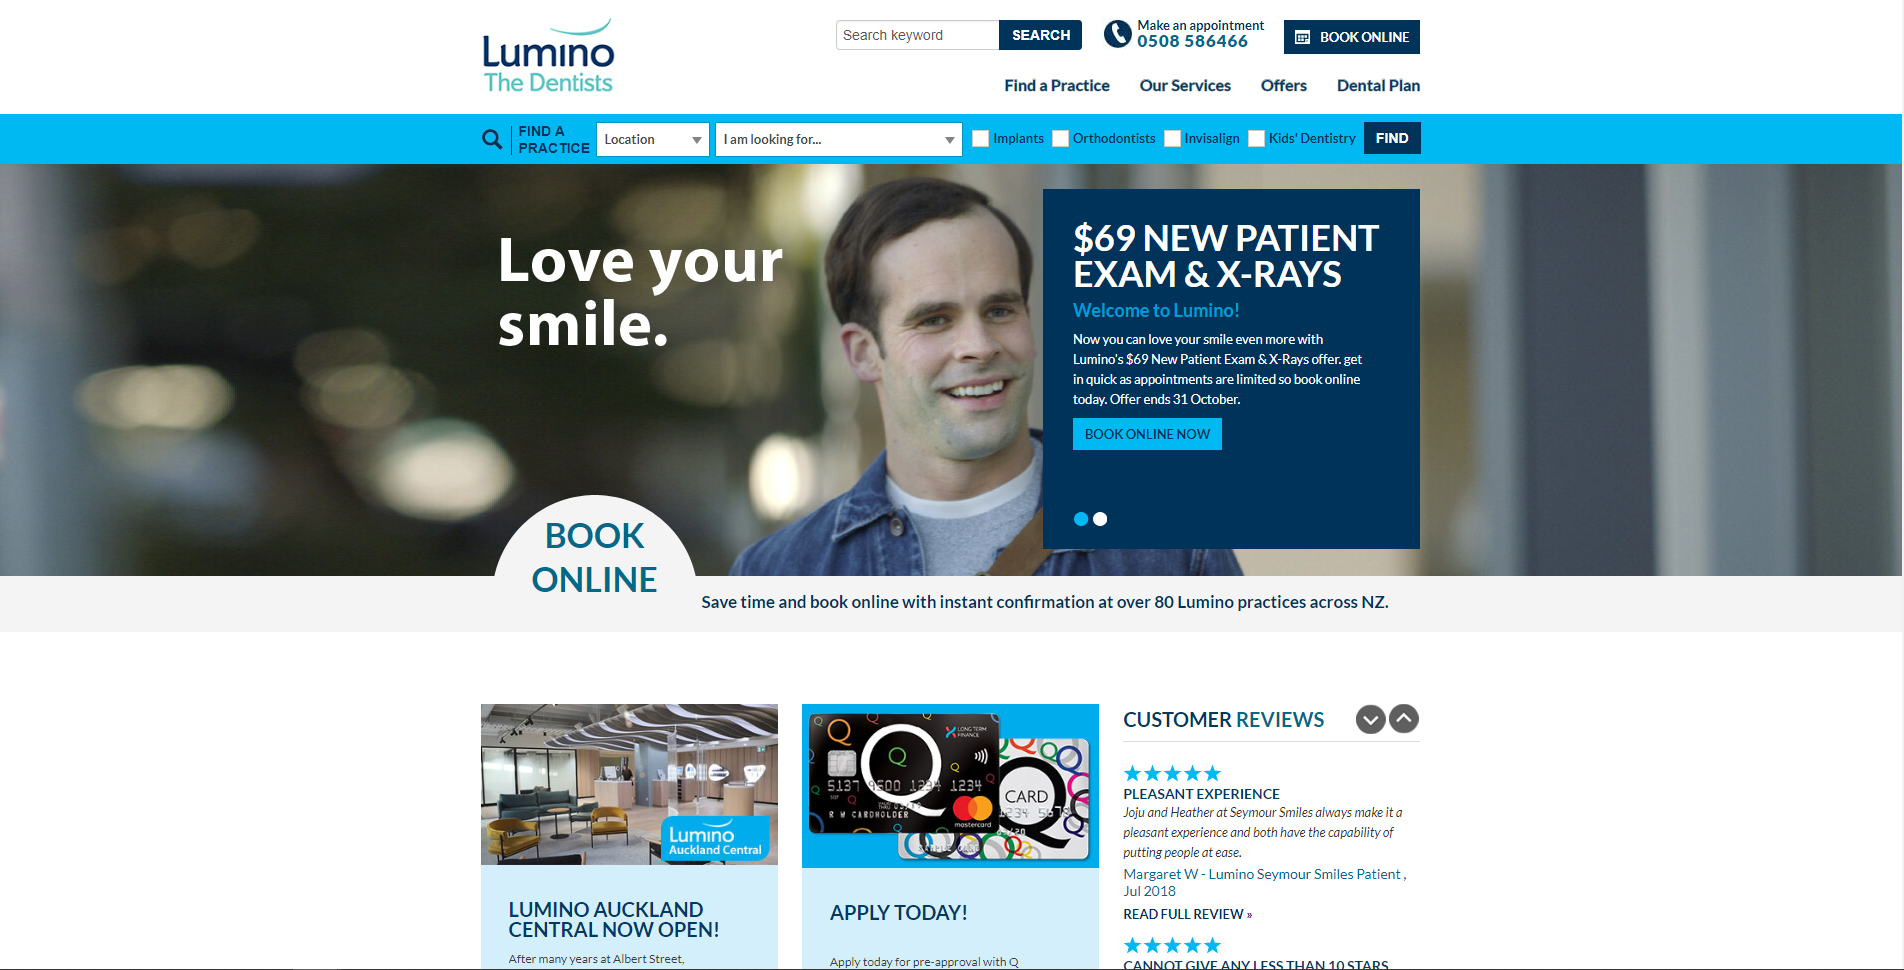 Lumino
The Dentists
Search keyword
SEARCH
Make an appointment
0508 586466
BOOK ONLINE
Find a Practice
Our Services
Offers
Dental Plan
FIND A
PRACTICE
Location
I am looking for...
Implants
Orthodontists
Invisalign
Kids' Dentistry
FIND
Love your
smile.
$69 NEW PATIENT
EXAM & X-RAYS
Welcome to Lumino!
Now you can love your smile even more with
Lumino's $69 New Patient Exam & X-Rays offer. get
in quick as appointments are limited so book online
today. Offer ends 31 October.
BOOK ONLINE NOW
BOOK
ONLINE
Save time and book online with instant confirmation at over 80 Lumino practices across NZ.
Lumino
Auckland Central
LUMINO AUCKLAND
CENTRAL NOW OPEN!
After many years at Albert Street,
LONG TERM
FINANCE
5137 9500 1234 1234
R W CARDHOLDER
mastercard
Q
CARD
APPLY TODAY!
Apply today for pre-approval with Q
CUSTOMER REVIEWS
PLEASANT EXPERIENCE
Joju and Heather at Seymour Smiles always make it a
pleasant experience and both have the capability of
putting people at ease.
Margaret W - Lumino Seymour Smiles Patient ,
Jul 2018
READ FULL REVIEW »
CANNOT GIVE ANY LESS THAN 10 STARS